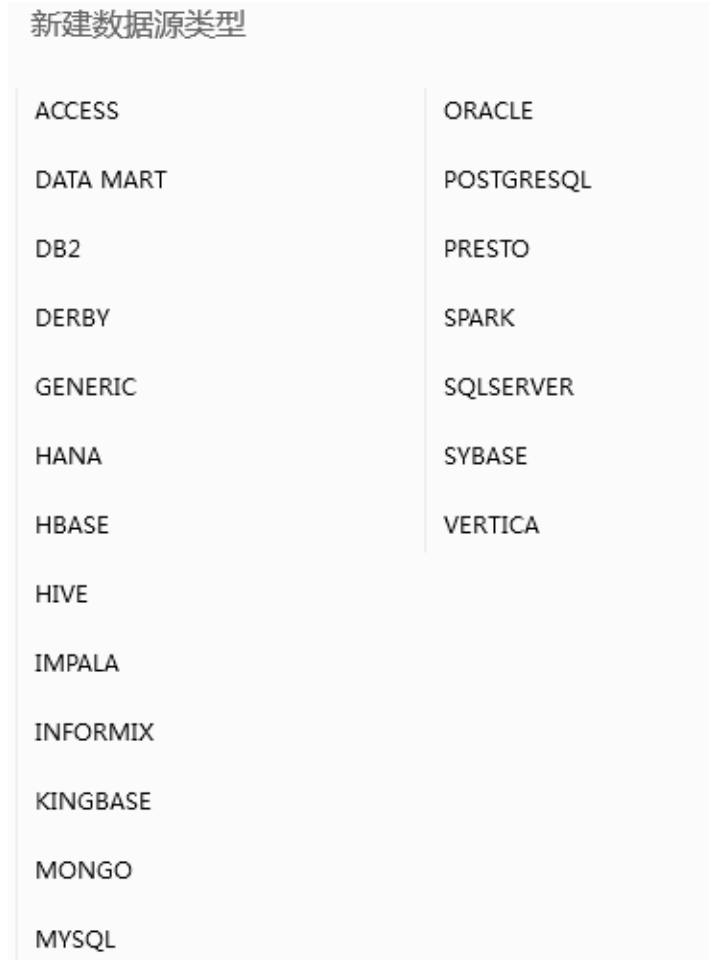 新建数据源类型
ACCESS
DATA MART
DB2
DERBY
GENERIC
HANA
HBASE
HIVE
IMPALA
INFORMIX
KINGBASE
MONGO
MYSQL
ORACLE
POSTGRESQL
PRESTO
SPARK
SQLSERVER
SYBASE
VERTICA